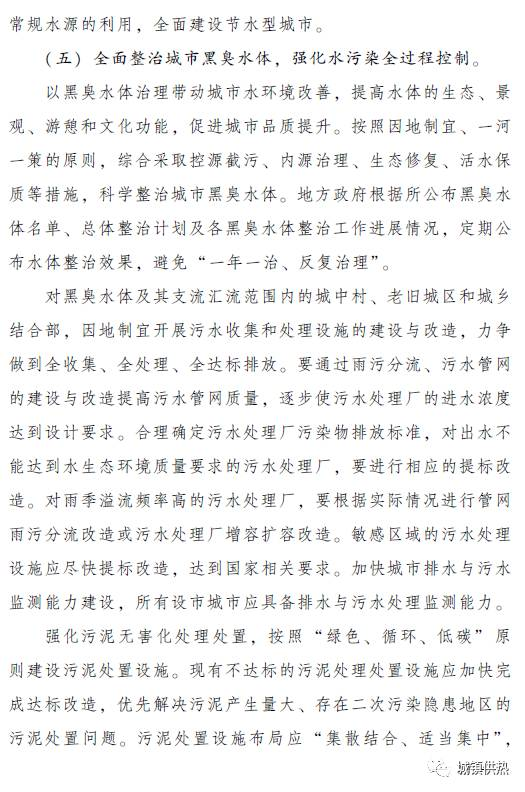 常规水源的利用，全面建设节水型城市。
（五）全面整治城市黑臭水体，强化水污染全过程控制。
以黑臭水体治理带动城市水环境改善，提高水体的生态、景
观、游憩和文化功能，促进城市品质提升。按照因地制宜、一河
一策的原则，综合采取控源截污、内源治理、生态修复、活水保
质等措施，科学整治城市黑臭水体。地方政府根据所公布黑臭水
体名单、总体整治计划及各黑臭水体整治工作进展情况，定期公
布水体整治效果，避免“一年一治、反复治理”。
对黑臭水体及其支流汇流范围内的城中村、老旧城区和城乡
结合部，因地制宜开展污水收集和处理设施的建设与改造，力争
做到全收集、全处理、全达标排放。要通过雨污分流、污水管网
的建设与改造提高污水管网质量，逐步使污水处理厂的进水浓度
达到设计要求。合理确定污水处理厂污染物排放标准，对出水不
能达到水生态环境质量要求的污水处理厂，要进行相应的提标改
造。对雨季溢流频率高的污水处理厂，要根据实际情况进行管网
雨污分流改造或污水处理厂增容扩容改造。敏感区域的污水处理
设施应尽快提标改造，达到国家相关要求。加快城市排水与污水
监测能力建设，所有设市城市应具备排水与污水处理监测能力。
强化污泥无害化处理处置，按照“绿色、循环、低碳”原
则建设污泥处置设施。现有不达标的污泥处理处置设施应加快完
成达标改造，优先解决污泥产生量大、存在二次污染隐患地区的
污泥处置问题。污泥处置设施布局应“集散结合、适当集中”，
城镇供热